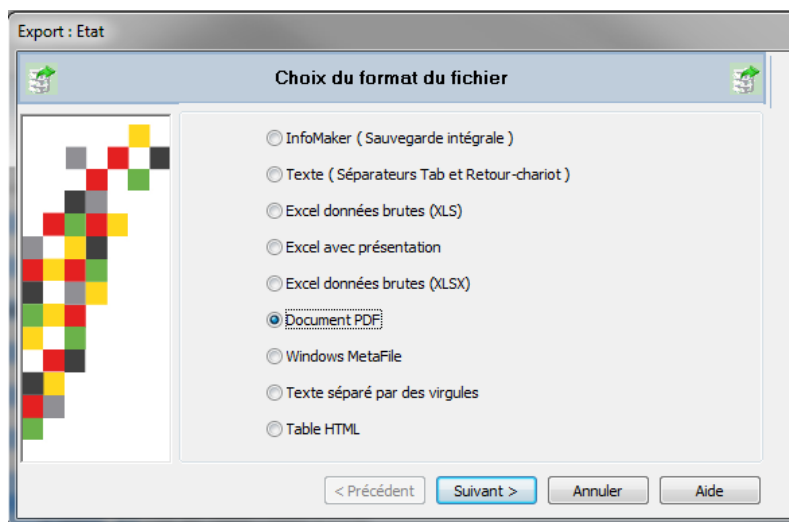 Export : Etat
Choix du format du fichier
InfoMaker ( Sauvegarde intégrale )
Texte ( Séparateurs Tab et Retour-chariot )
Excel données brutes (XLS)
Excel avec présentation
Excel données brutes (XLSX)
Document PDF
Windows MetaFile
Texte séparé par des virgules
Table HTML
< Précédent Suivant > Annuler Aide